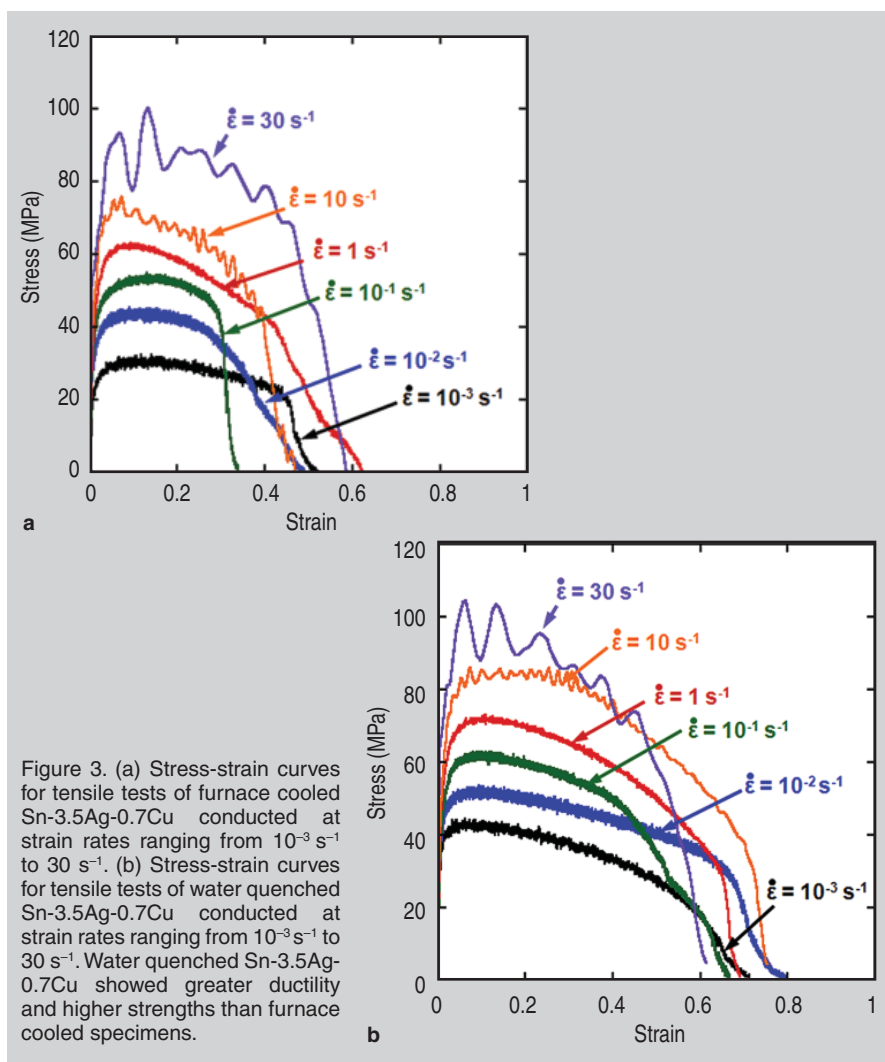 120
100
80
60
40
20
0
Stress (MPa)
ε̇ = 30 s⁻¹
ε̇ = 10 s⁻¹
ε̇ = 1 s⁻¹
ε̇ = 10⁻¹ s⁻¹
ε̇ = 10⁻² s⁻¹
ε̇ = 10⁻³ s⁻¹
0 0.2 0.4 0.6 0.8 1
Strain
a
120
100
80
60
40
20
0
Stress (MPa)
ε̇ = 30 s⁻¹
ε̇ = 10 s⁻¹
ε̇ = 1 s⁻¹
ε̇ = 10⁻¹ s⁻¹
ε̇ = 10⁻² s⁻¹
ε̇ = 10⁻³ s⁻¹
0 0.2 0.4 0.6 0.8 1
Strain
b
Figure 3. (a) Stress-strain curves
for tensile tests of furnace cooled
Sn-3.5Ag-0.7Cu conducted at
strain rates ranging from 10⁻³ s⁻¹
to 30 s⁻¹. (b) Stress-strain curves
for tensile tests of water quenched
Sn-3.5Ag-0.7Cu conducted at
strain rates ranging from 10⁻³ s⁻¹ to
30 s⁻¹. Water quenched Sn-3.5Ag-
0.7Cu showed greater ductility
and higher strengths than furnace
cooled specimens.